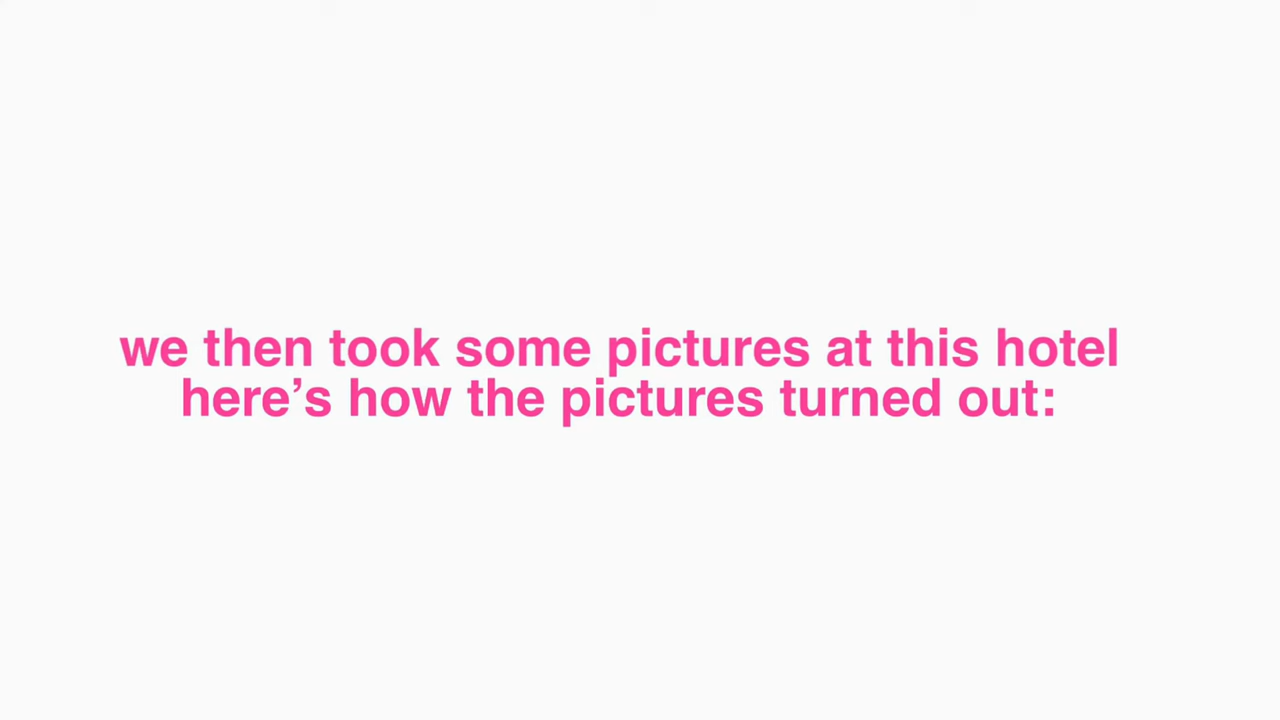 we then took some pictures at this hotel
here’s how the pictures turned out: